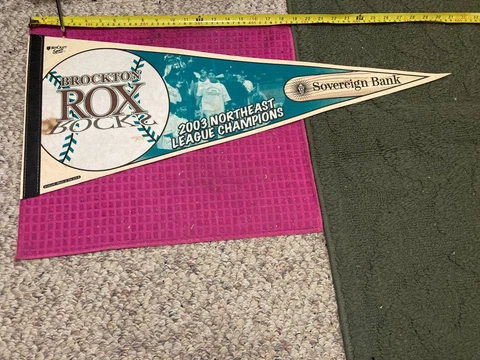 BROCKTON
ROX
ROCKS
2003 NORTHEAST
LEAGUE CHAMPIONS
Sovereign Bank